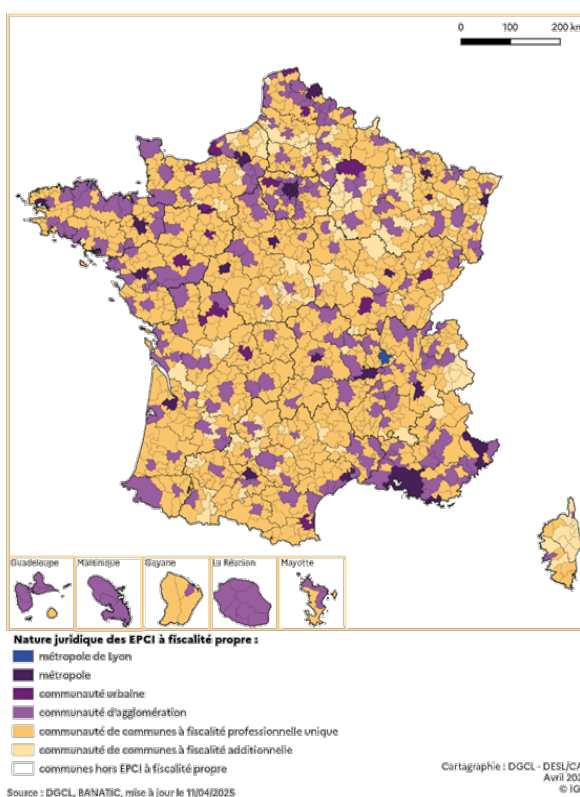 0 100 200 km
Guadeloupe Martinique Guyane La Réunion Mayotte
Nature juridique des EPCI à fiscalité propre :
métropole de Lyon
métropole
communauté urbaine
communauté d'agglomération
communauté de communes à fiscalité professionnelle unique
communauté de communes à fiscalité additionnelle
communes hors EPCI à fiscalité propre
Cartographie : DGCL - DESL/CA
Avril 202
© IG
Source : DGCL, BANATIC, mise à jour le 11/04/2025